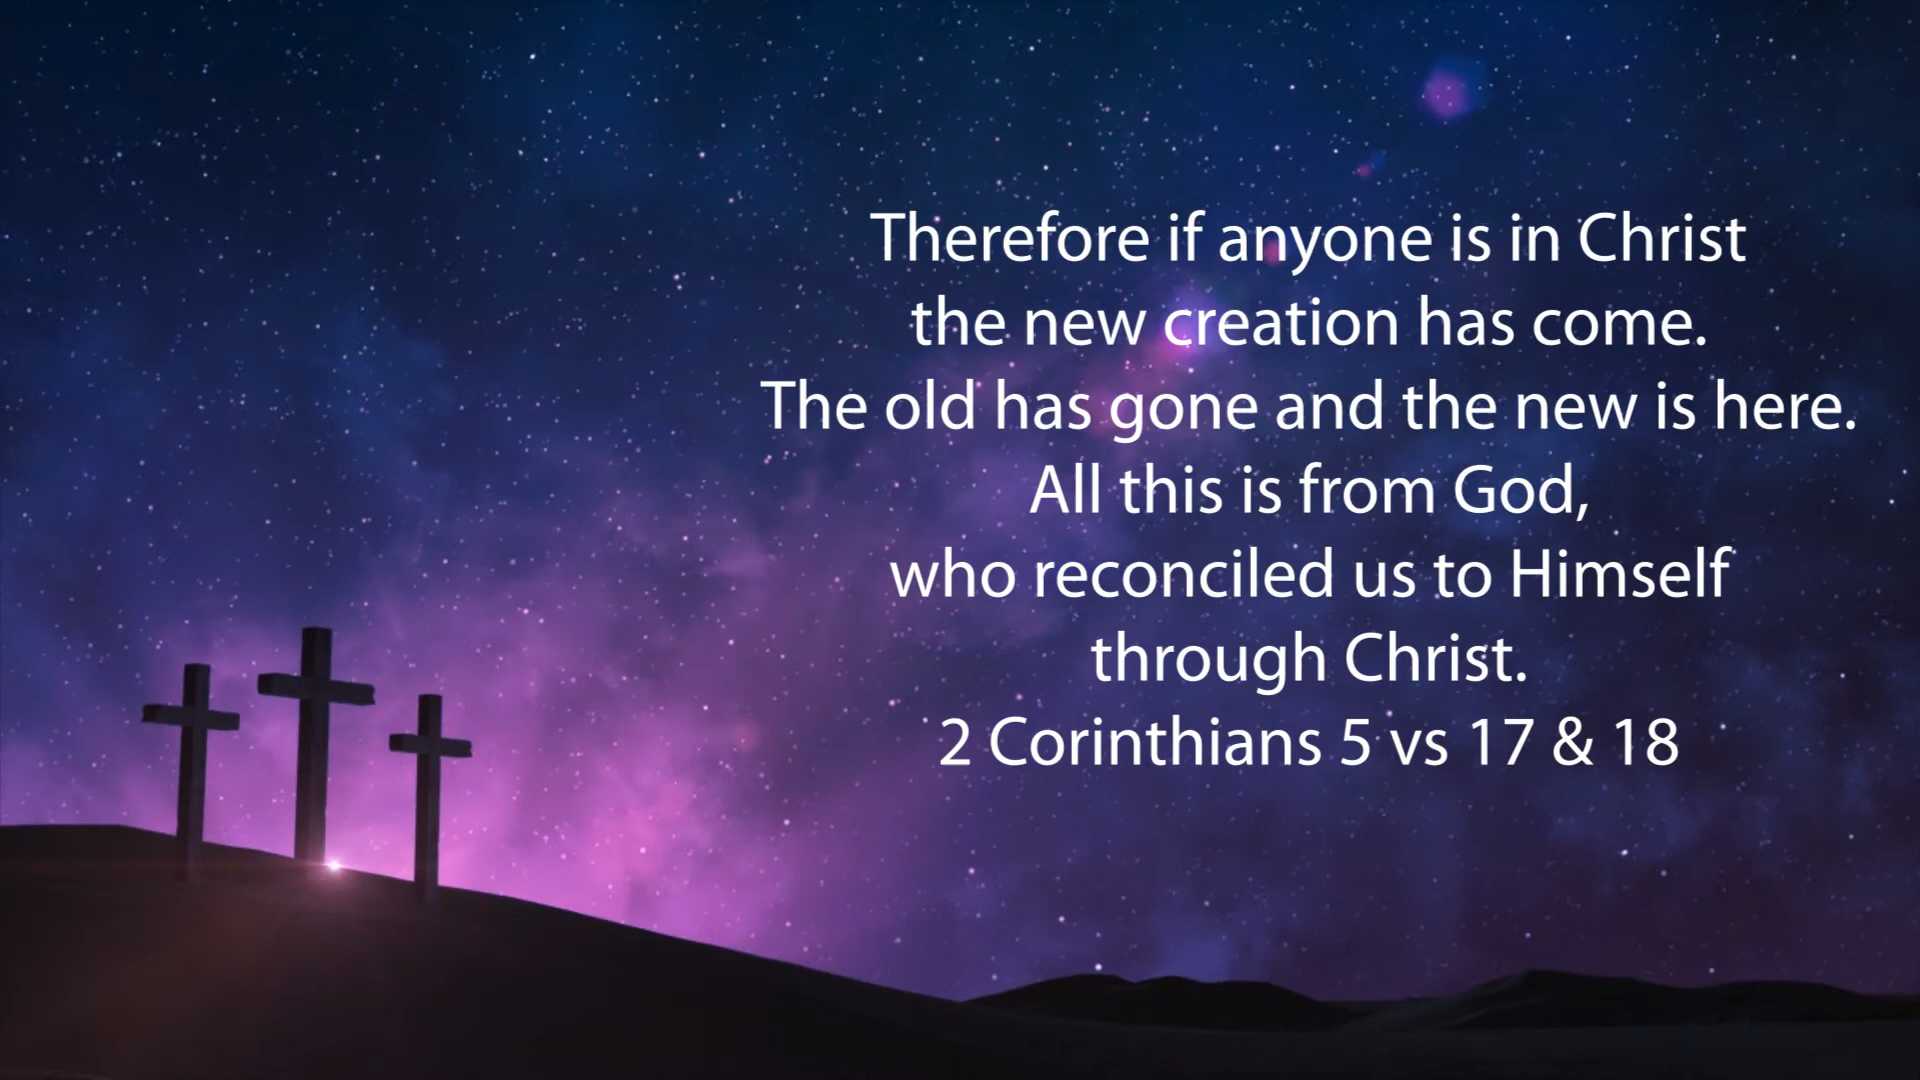 Therefore if anyone is in Christ
the new creation has come.
The old has gone and the new is here.
All this is from God,
who reconciled us to Himself
through Christ.
2 Corinthians 5 vs 17 & 18